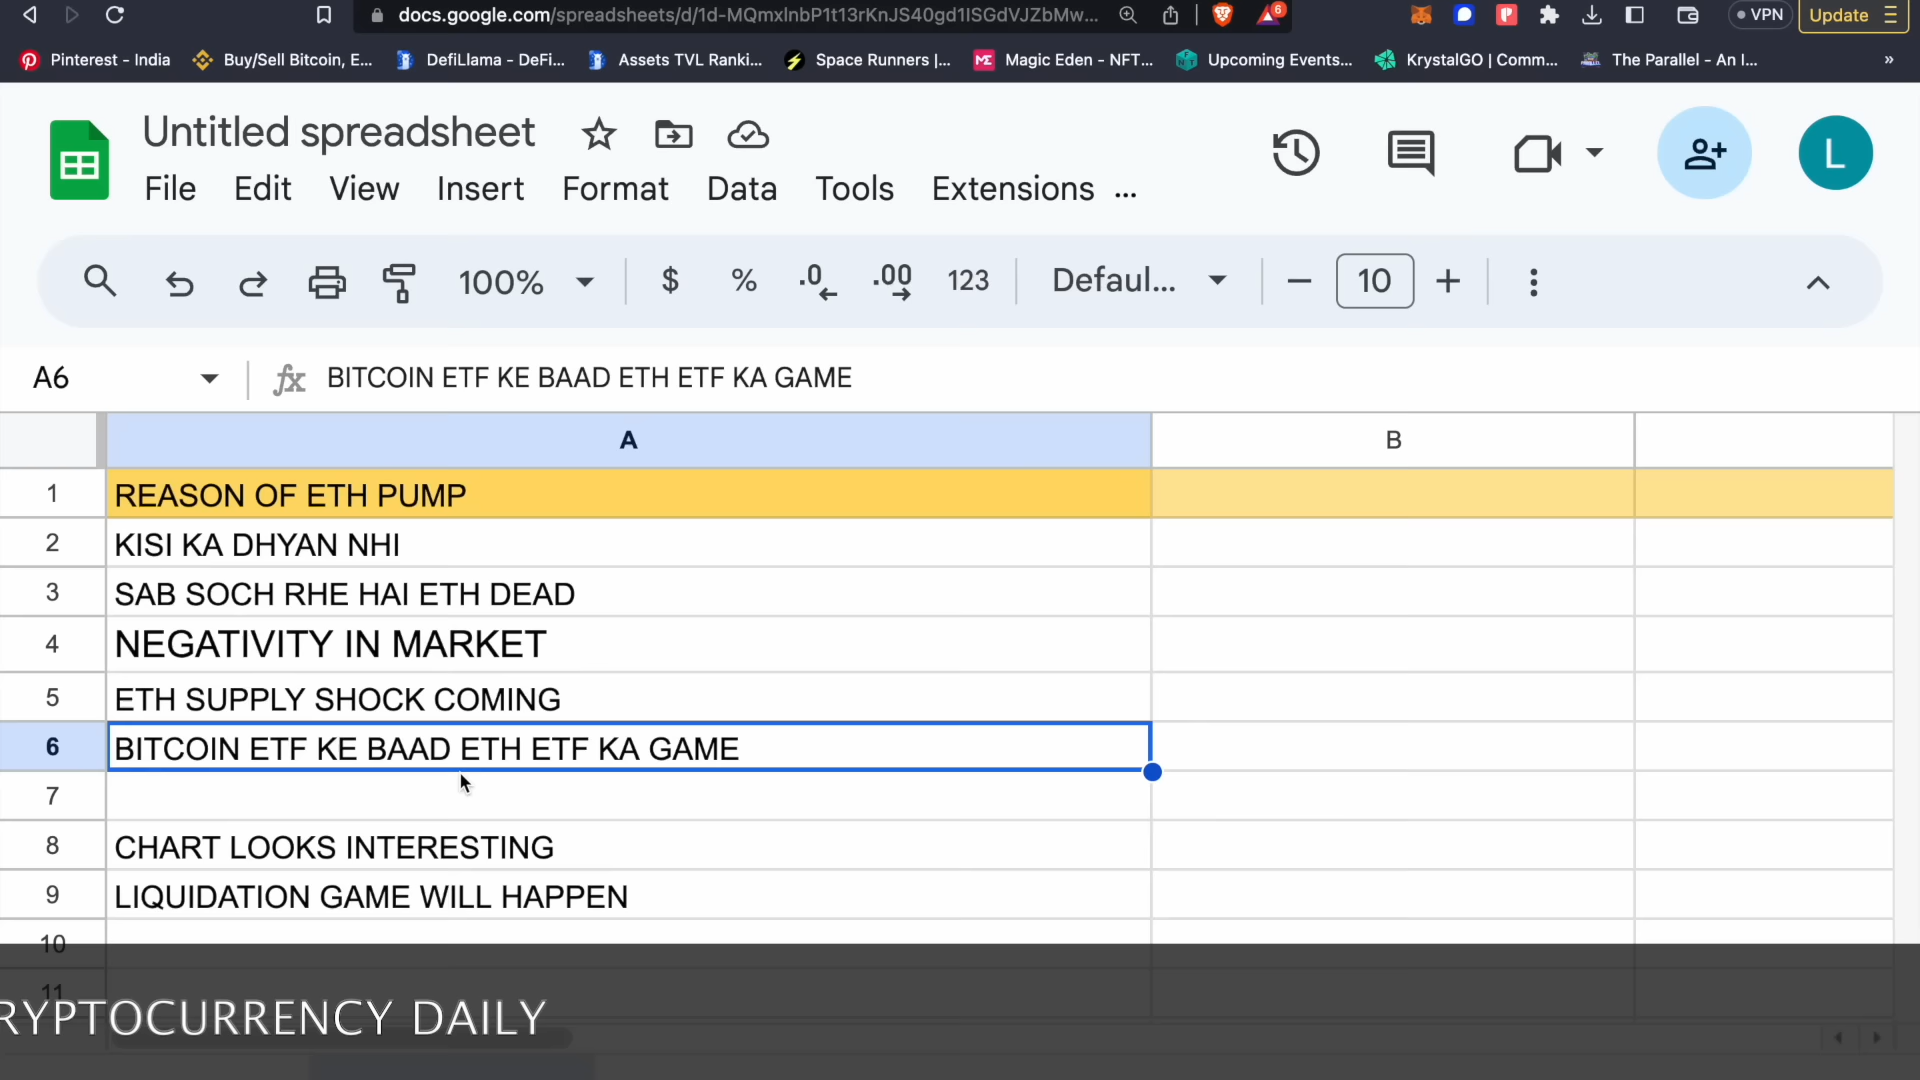 docs.google.com/spreadsheets/d/1d-MQmxlnbP1t13rKnJS40gd1ISGdVJZbMw...
6
VPN
Update
Pinterest - India
Buy/Sell Bitcoin, E...
DefiLlama - DeFi...
Assets TVL Ranki...
Space Runners |...
ME
Magic Eden - NFT...
Upcoming Events...
KrystalGO | Comm...
The Parallel - An I...
»
Untitled spreadsheet
L
File Edit View Insert Format Data Tools Extensions ...
100% $ % .0 .00 123 Defaul... 10
A6
fx
BITCOIN ETF KE BAAD ETH ETF KA GAME
A B
1 REASON OF ETH PUMP
2 KISI KA DHYAN NHI
3 SAB SOCH RHE HAI ETH DEAD
4 NEGATIVITY IN MARKET
5 ETH SUPPLY SHOCK COMING
6 BITCOIN ETF KE BAAD ETH ETF KA GAME
7
8 CHART LOOKS INTERESTING
9 LIQUIDATION GAME WILL HAPPEN
10
11
RYPTOCURRENCY DAILY